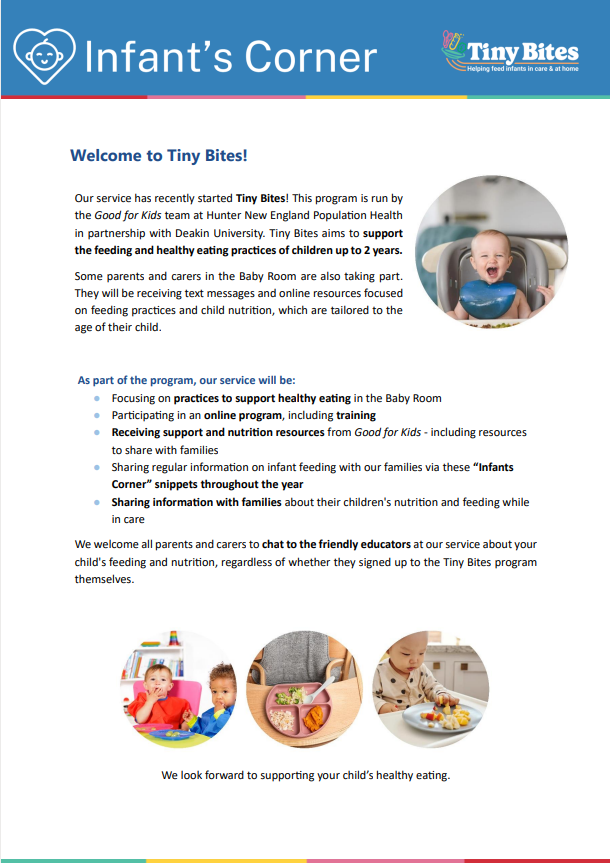 Infant's Corner
Tiny Bites
Helping feed infants in care & at home
Welcome to Tiny Bites!
Our service has recently started Tiny Bites! This program is run by
the Good for Kids team at Hunter New England Population Health
in partnership with Deakin University. Tiny Bites aims to support
the feeding and healthy eating practices of children up to 2 years.
Some parents and carers in the Baby Room are also taking part.
They will be receiving text messages and online resources focused
on feeding practices and child nutrition, which are tailored to the
age of their child.
As part of the program, our service will be:
● Focusing on practices to support healthy eating in the Baby Room
● Participating in an online program, including training
● Receiving support and nutrition resources from Good for Kids - including resources
to share with families
● Sharing regular information on infant feeding with our families via these “Infants
Corner” snippets throughout the year
● Sharing information with families about their children's nutrition and feeding while
in care
We welcome all parents and carers to chat to the friendly educators at our service about your
child's feeding and nutrition, regardless of whether they signed up to the Tiny Bites program
themselves.
We look forward to supporting your child’s healthy eating.